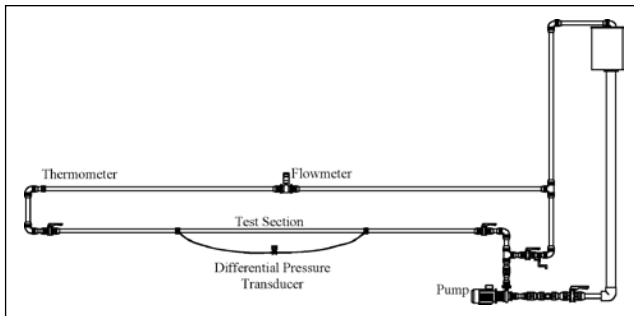 Thermometer
Flowmeter
Test Section
Differential Pressure
Transducer
Pump